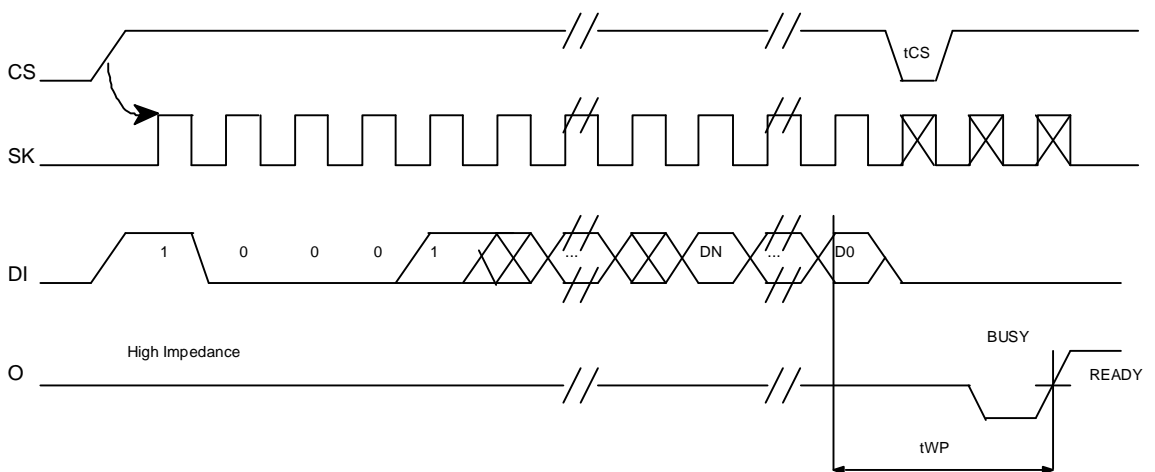 tCS
CS
SK
1 0 0 0 1 ... DN ... D0
DI
BUSY
High Impedance
O
READY
tWP